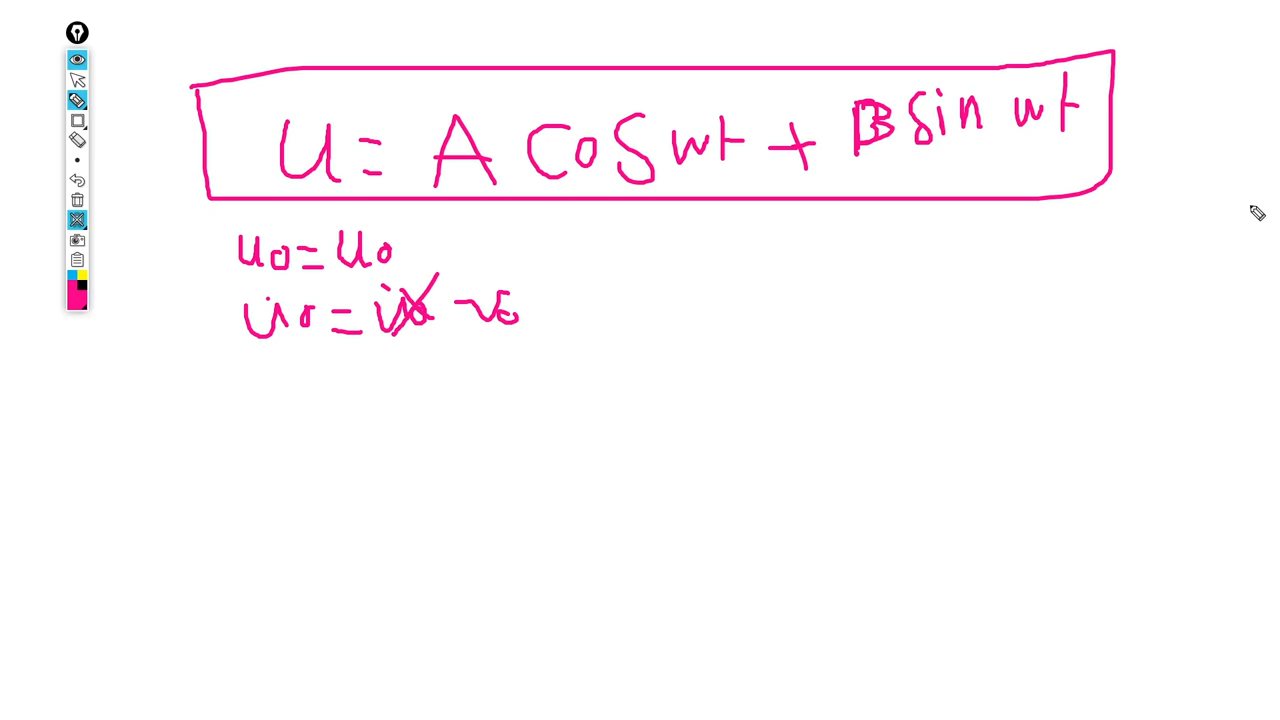 U = A Cos wt + B sin wt
u0 = u0
u̇0 = v0